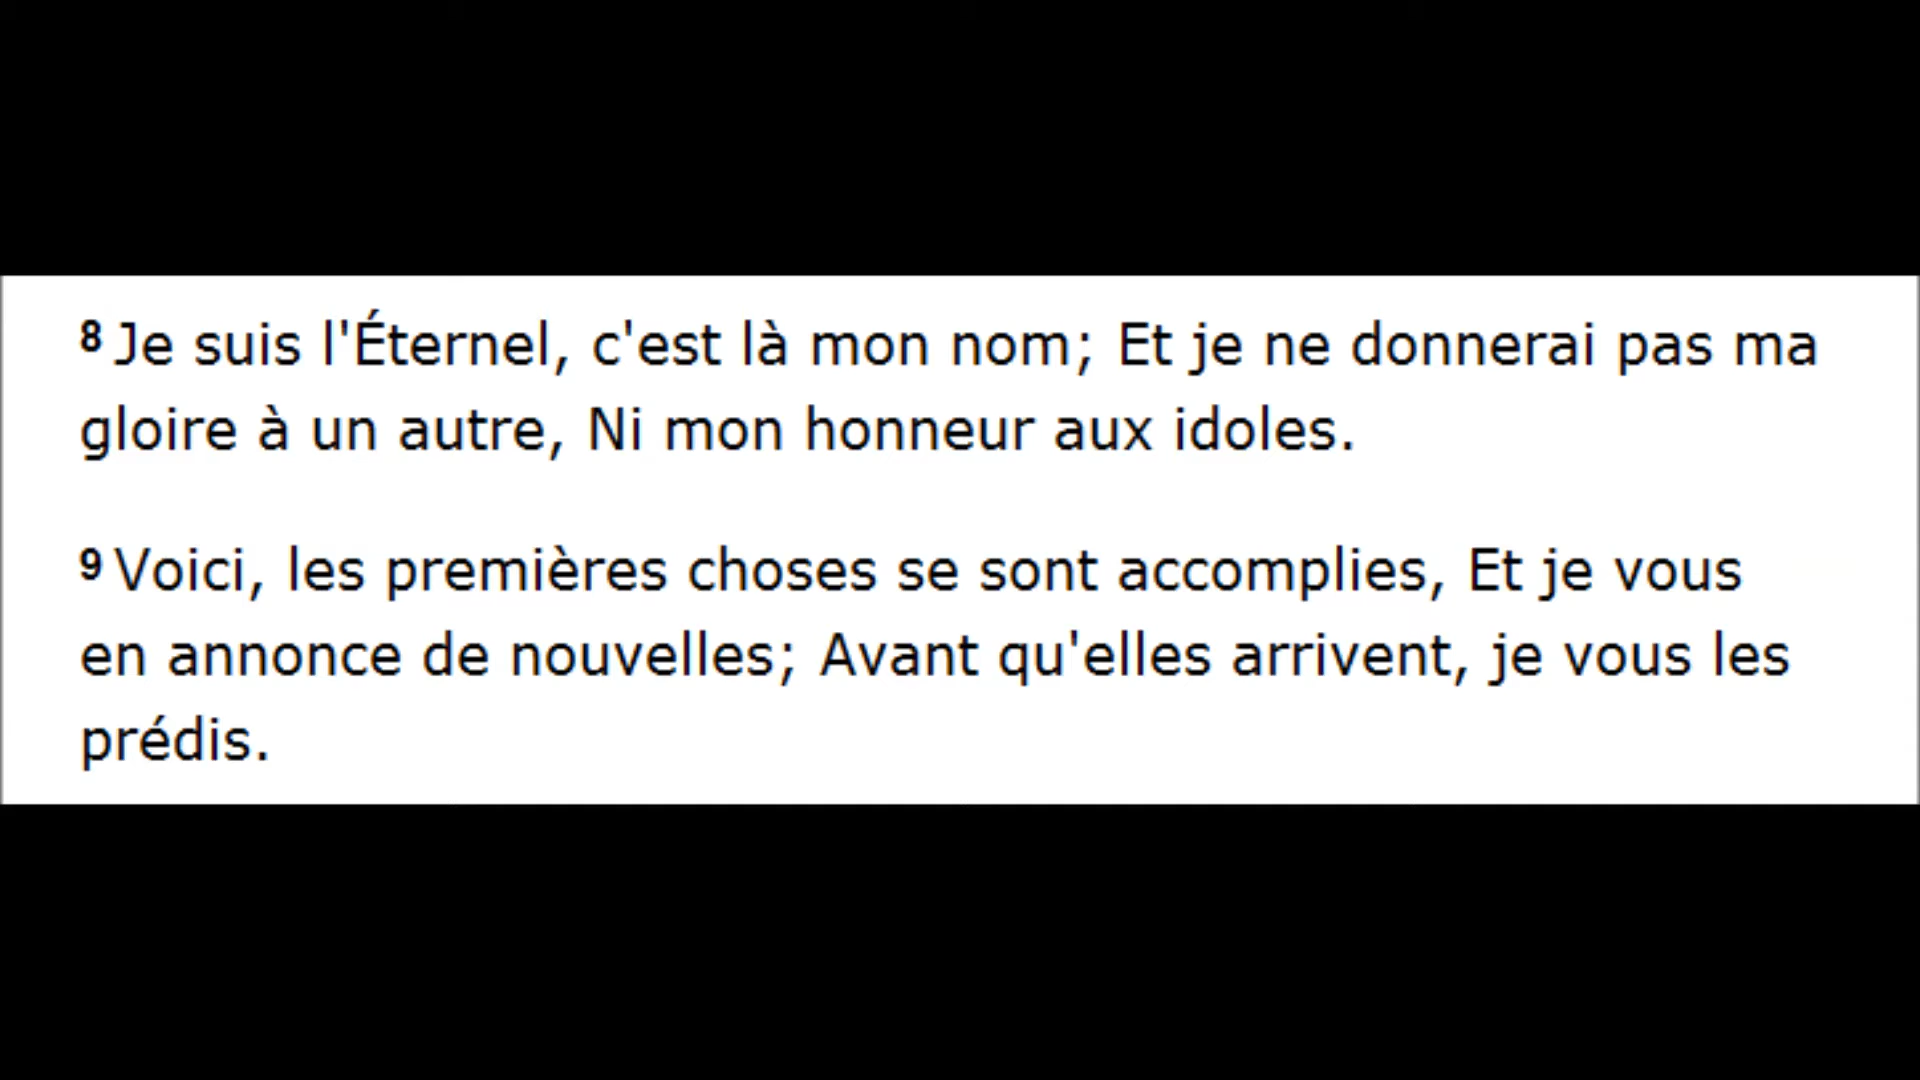 8 Je suis l'Éternel, c'est là mon nom; Et je ne donnerai pas ma
gloire à un autre, Ni mon honneur aux idoles.
9 Voici, les premières choses se sont accomplies, Et je vous
en annonce de nouvelles; Avant qu'elles arrivent, je vous les
prédis.